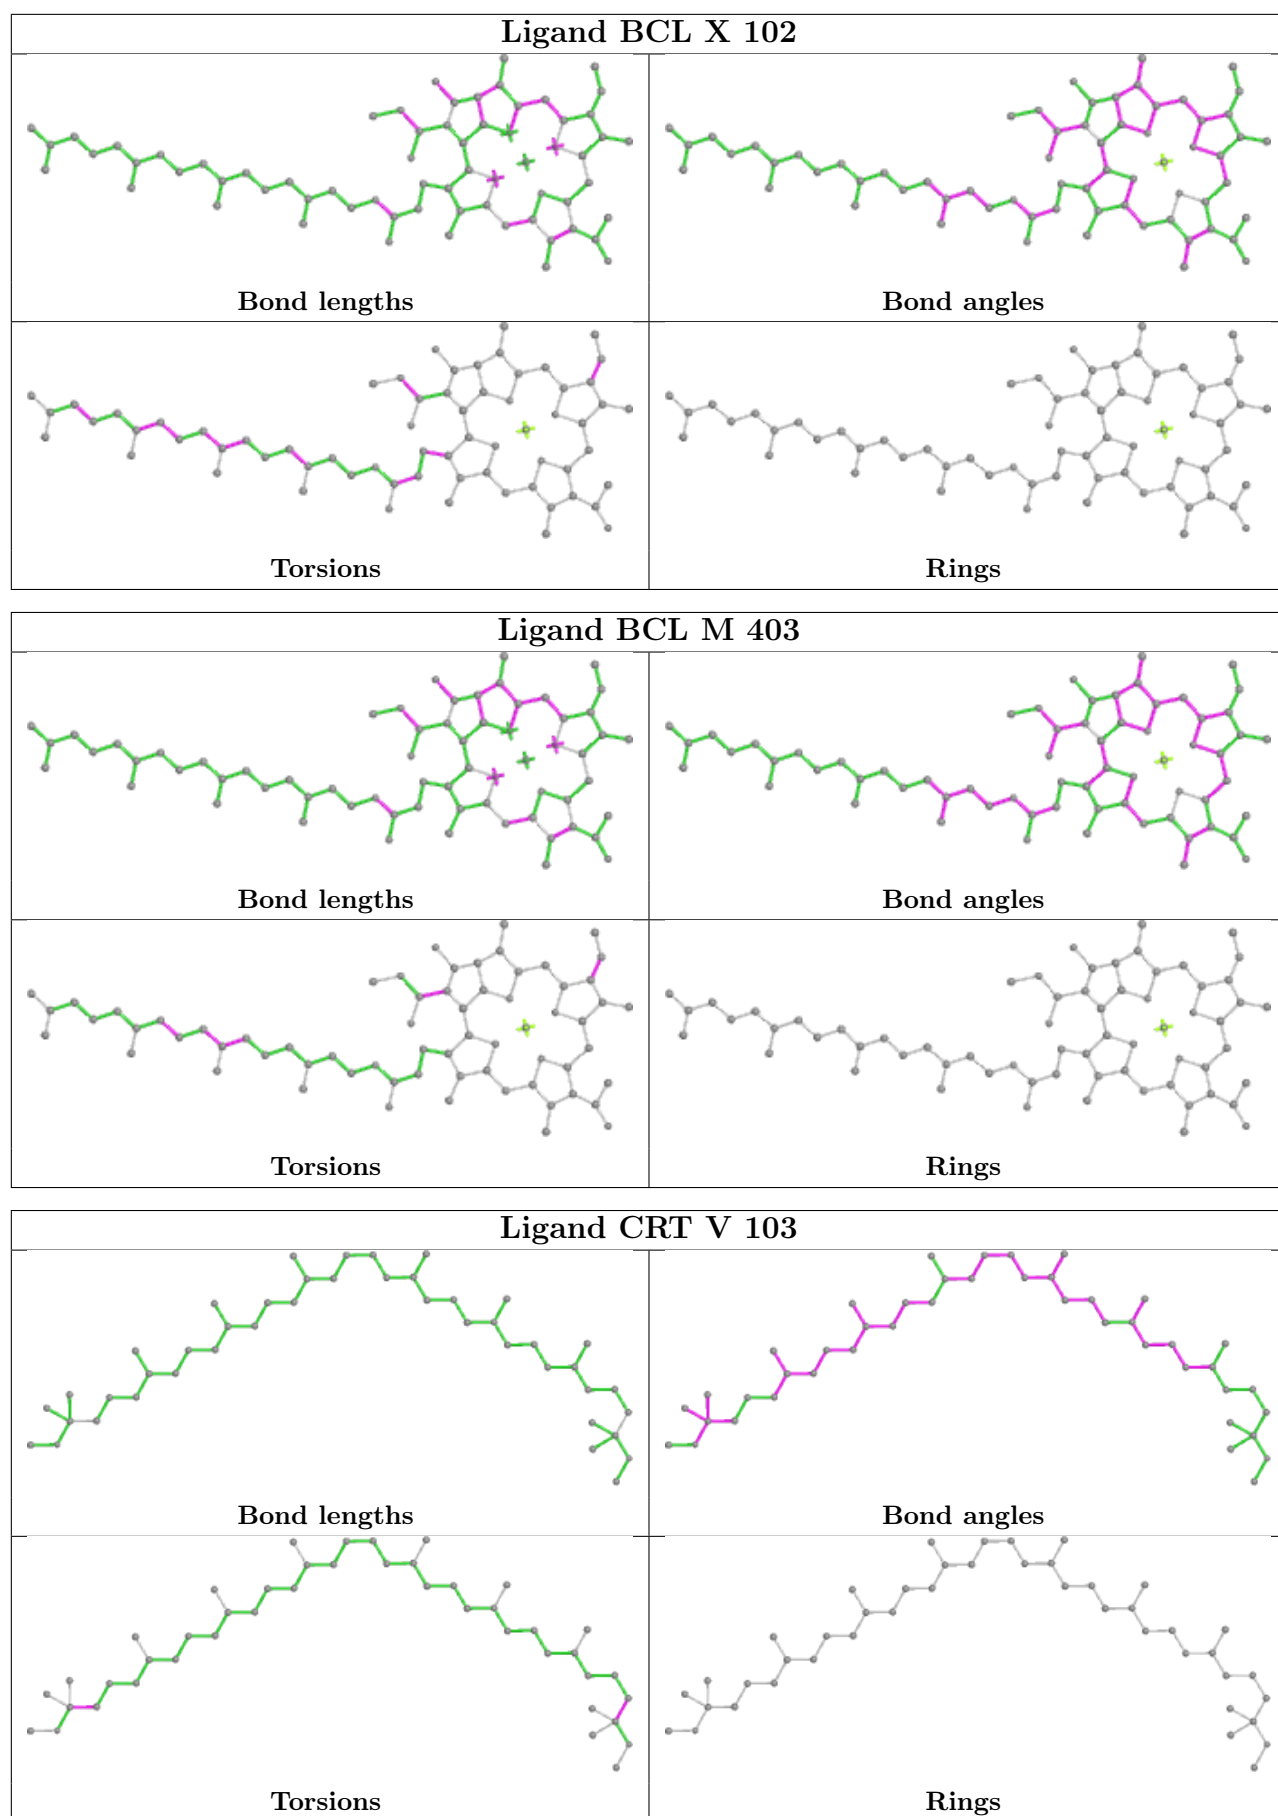 Ligand BCL X 102
Bond lengths
Bond angles
Torsions
Rings
Ligand BCL M 403
Bond lengths
Bond angles
Torsions
Rings
Ligand CRT V 103
Bond lengths
Bond angles
Torsions
Rings